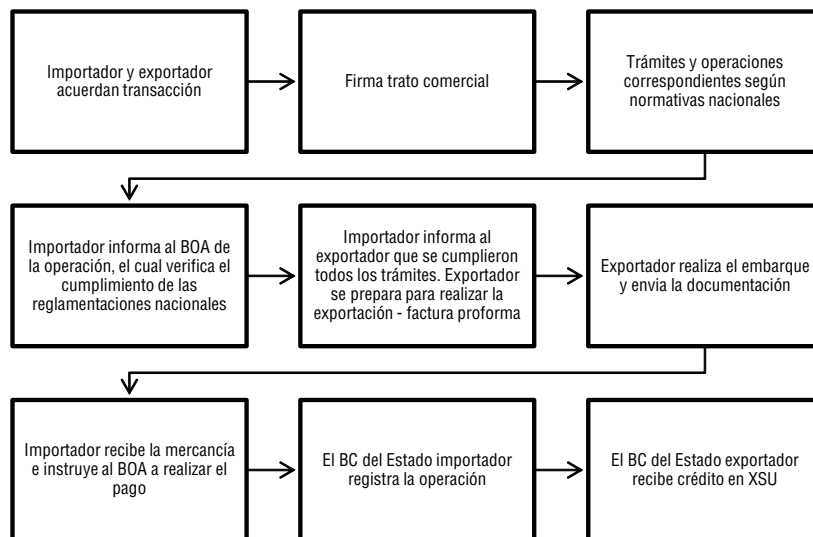 Importador y exportador
acuerdan transacción
Firma trato comercial
Trámites y operaciones
correspondientes según
normativas nacionales
Importador informa al BOA de
la operación, el cual verifica el
cumplimiento de las
reglamentaciones nacionales
Importador informa al
exportador que se cumplieron
todos los trámites. Exportador
se prepara para realizar la
exportación - factura proforma
Exportador realiza el embarque
y envia la documentación
Importador recibe la mercancía
e instruye al BOA a realizar el
pago
El BC del Estado importador
registra la operación
El BC del Estado exportador
recibe crédito en XSU